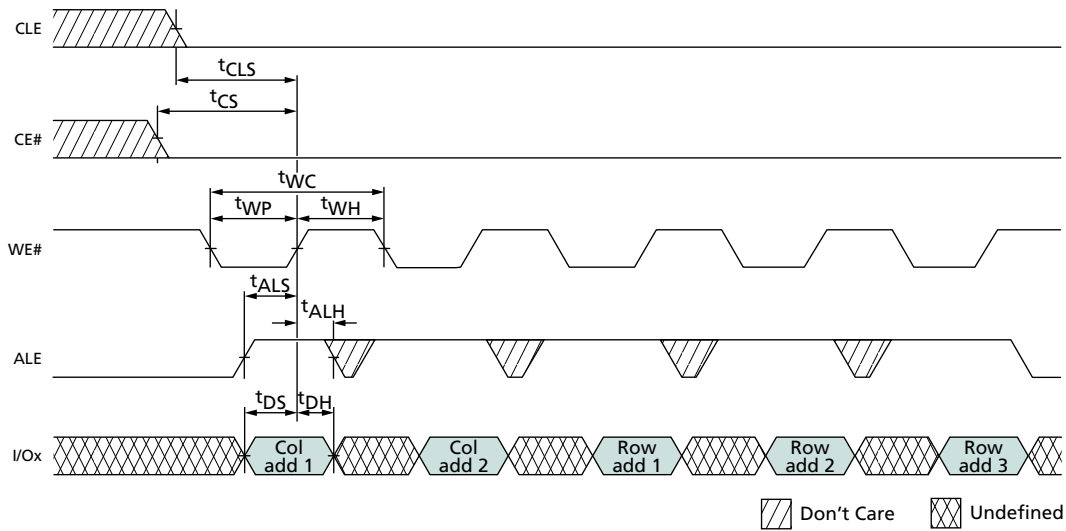 CLE
tCLS
tCS
CE#
tWC
tWP
tWH
WE#
tALS
tALH
ALE
tDS
tDH
I/Ox
Col add 1
Col add 2
Row add 1
Row add 2
Row add 3
Don't Care
Undefined